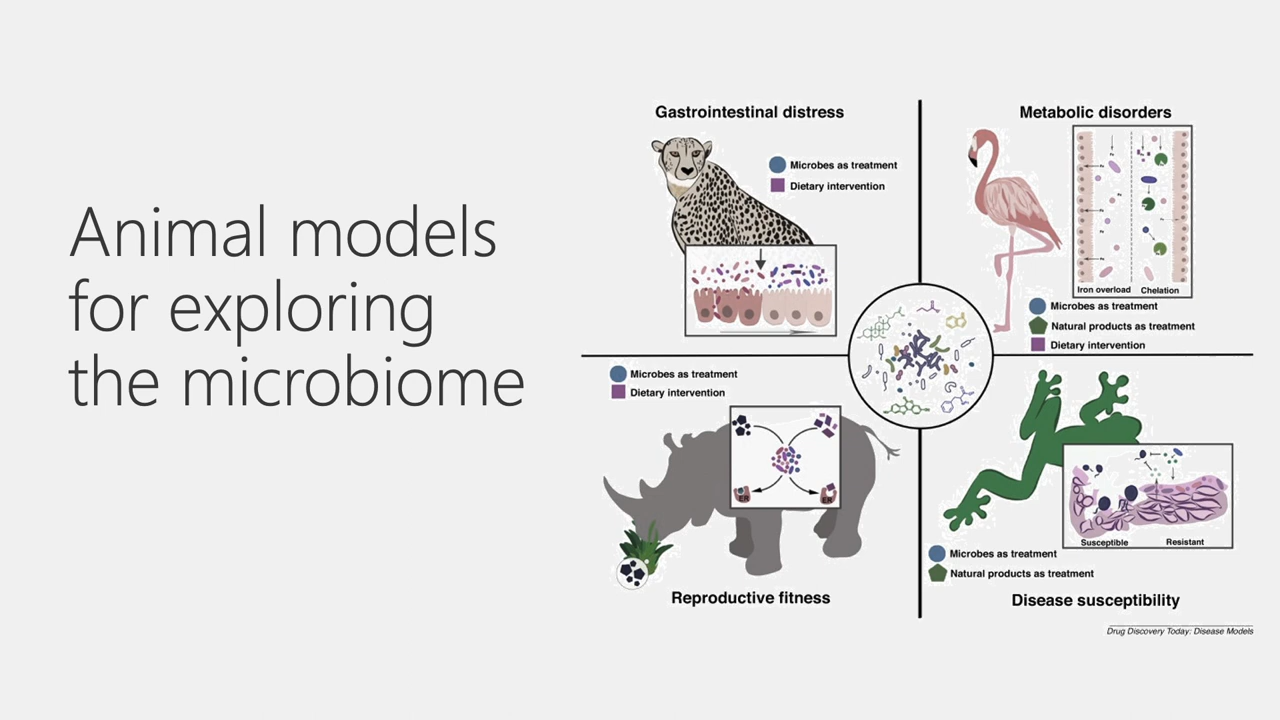 Animal models
for exploring
the microbiome
Gastrointestinal distress
Microbes as treatment
Dietary intervention
Metabolic disorders
Iron overload
Chelation
Microbes as treatment
Natural products as treatment
Dietary intervention
Microbes as treatment
Dietary intervention
ER
ER
Reproductive fitness
Susceptible
Resistant
Microbes as treatment
Natural products as treatment
Disease susceptibility
Drug Discovery Today: Disease Models